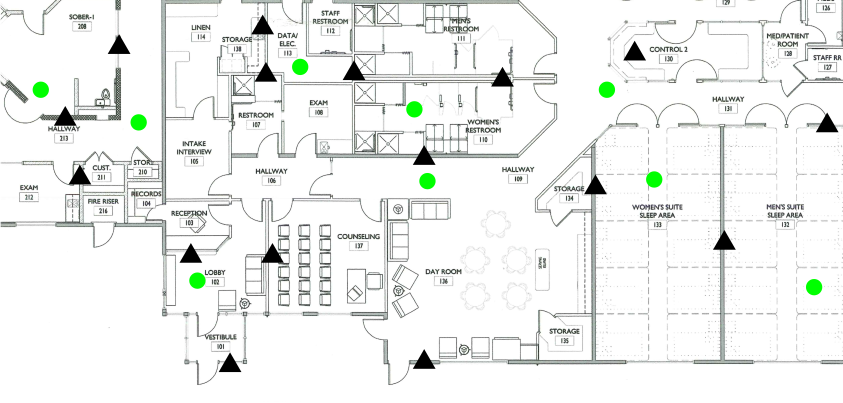 SOBER-1
208
LINEN
114
STORAGE
138
DATA/
ELEC.
113
STAFF
RESTROOM
112
MEN'S
RESTROOM
111
129
126
CONTROL 2
130
MED/PATIENT
ROOM
128
STAFF RR
127
HALLWAY
131
HALLWAY
213
RESTROOM
107
EXAM
108
WOMEN'S
RESTROOM
110
INTAKE
INTERVIEW
105
CUST.
211
STOR.
210
EXAM
212
FIRE RISER
216
RECORDS
104
HALLWAY
106
HALLWAY
109
STORAGE
134
RECEPTION
103
COUNSELING
137
WOMEN'S SUITE
SLEEP AREA
133
MEN'S SUITE
SLEEP AREA
132
LOBBY
102
DAY ROOM
136
VESTIBULE
101
STORAGE
135